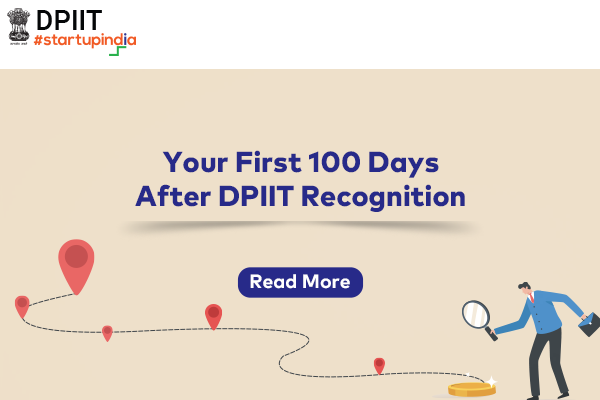 DPIIT
#startupindia
Your First 100 Days
After DPIIT Recognition
Read More